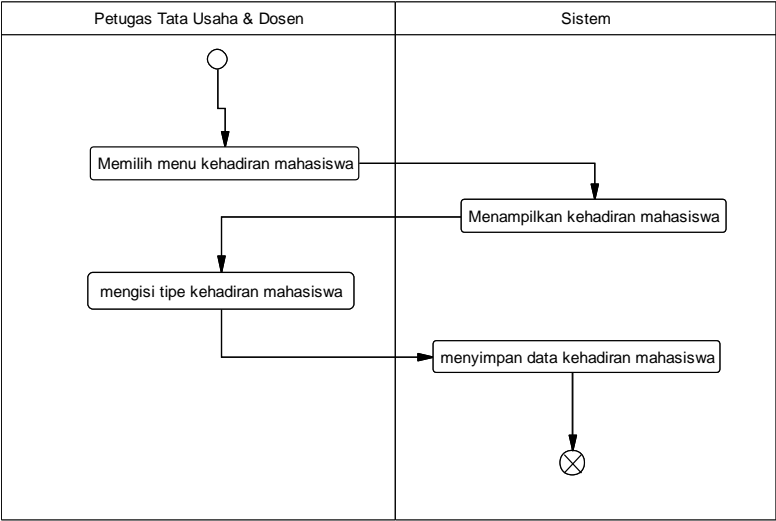 Petugas Tata Usaha & Dosen
Sistem
Memilih menu kehadiran mahasiswa
Menampilkan kehadiran mahasiswa
mengisi tipe kehadiran mahasiswa
menyimpan data kehadiran mahasiswa